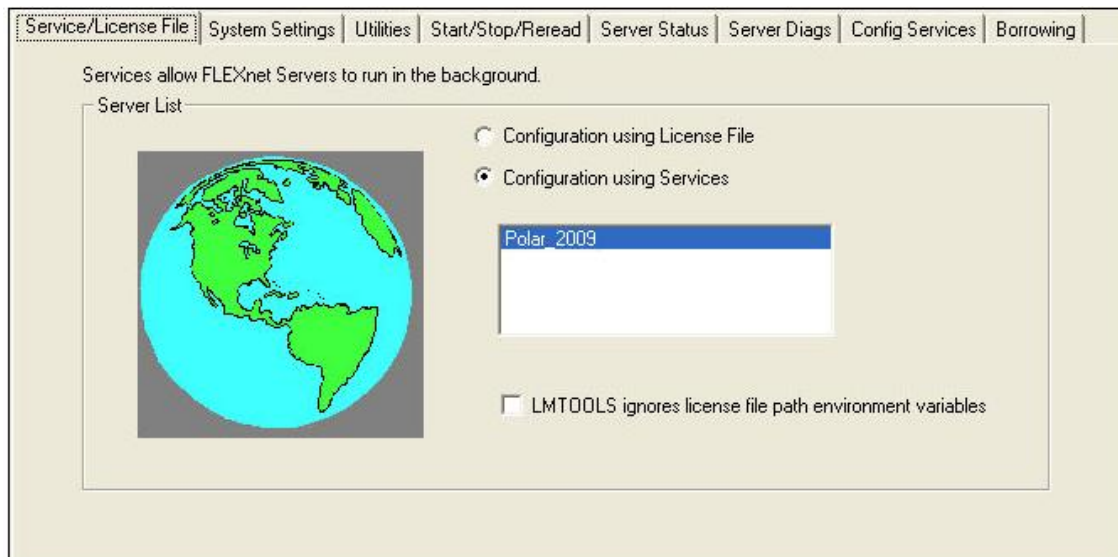 Service/License File System Settings Utilities Start/Stop/Reread Server Status Server Diags Config Services Borrowing
Services allow FLEXnet Servers to run in the background.
Server List
Configuration using License File
Configuration using Services
Polar_2009
LMTOOLS ignores license file path environment variables